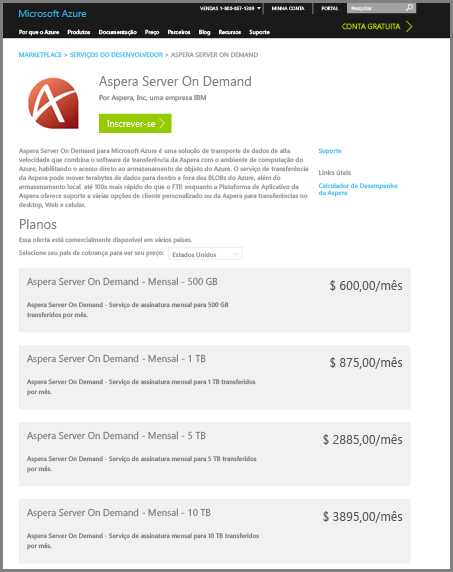 Microsoft Azure
VENDAS 1-800-857-1389
MINHA CONTA
PORTAL
Pesquisar
CONTA GRATUITA
Por que o Azure Produtos Documentação Preço Parceiros Blog Recursos Suporte
MARKETPLACE > SERVIÇOS DO DESENVOLVEDOR > ASPERA SERVER ON DEMAND
Aspera Server On Demand
Por Aspera, Inc, uma empresa IBM
Inscrever-se
Aspera Server On Demand para Microsoft Azure é uma solução de transporte de dados de alta
velocidade que combina o software de transferência da Aspera com o ambiente de computação do
Azure, habilitando o acesso direto ao armazenamento de objeto do Azure. O serviço de transferência
da Aspera pode mover terabytes de dados para dentro e fora dos BLOBs do Azure, além do
armazenamento local, até 100x mais rápido do que o FTP, enquanto a Plataforma de Aplicativo da
Aspera oferece suporte a várias opções de cliente personalizado ou da Aspera para transferências no
desktop, Web e celular.
Suporte
Links úteis
Calculador de Desempenho
da Aspera
Planos
Essa oferta está comercialmente disponível em vários países.
Selecione seu país de cobrança para ver seu preço:
Estados Unidos
Aspera Server On Demand - Mensal - 500 GB
$ 600,00/mês
Aspera Server On Demand - Serviço de assinatura mensal para 500 GB
transferidos por mês.
Aspera Server On Demand - Mensal - 1 TB
$ 875,00/mês
Aspera Server On Demand - Serviço de assinatura mensal para 1 TB transferidos
por mês.
Aspera Server On Demand - Mensal - 5 TB
$ 2885,00/mês
Aspera Server On Demand - Serviço de assinatura mensal para 5 TB transferidos
por mês.
Aspera Server On Demand - Mensal - 10 TB
$ 3895,00/mês
Aspera Server On Demand - Serviço de assinatura mensal para 10 TB transferidos
por mês.